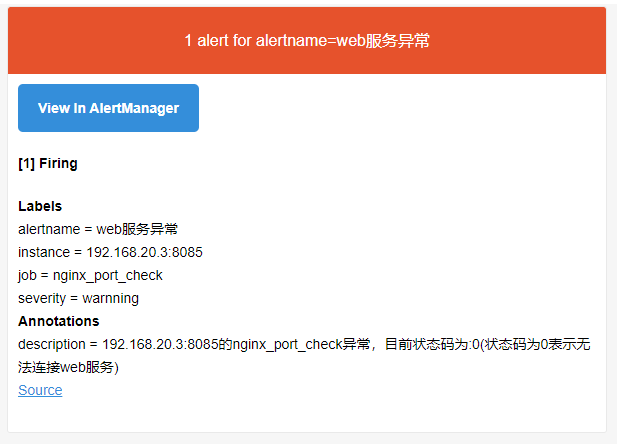 1 alert for alertname=web服务异常
View In AlertManager
[1] Firing
Labels
alertname = web服务异常
instance = 192.168.20.3:8085
job = nginx_port_check
severity = warnning
Annotations
description = 192.168.20.3:8085的nginx_port_check异常，目前状态码为:0(状态码为0表示无
法连接web服务)
Source